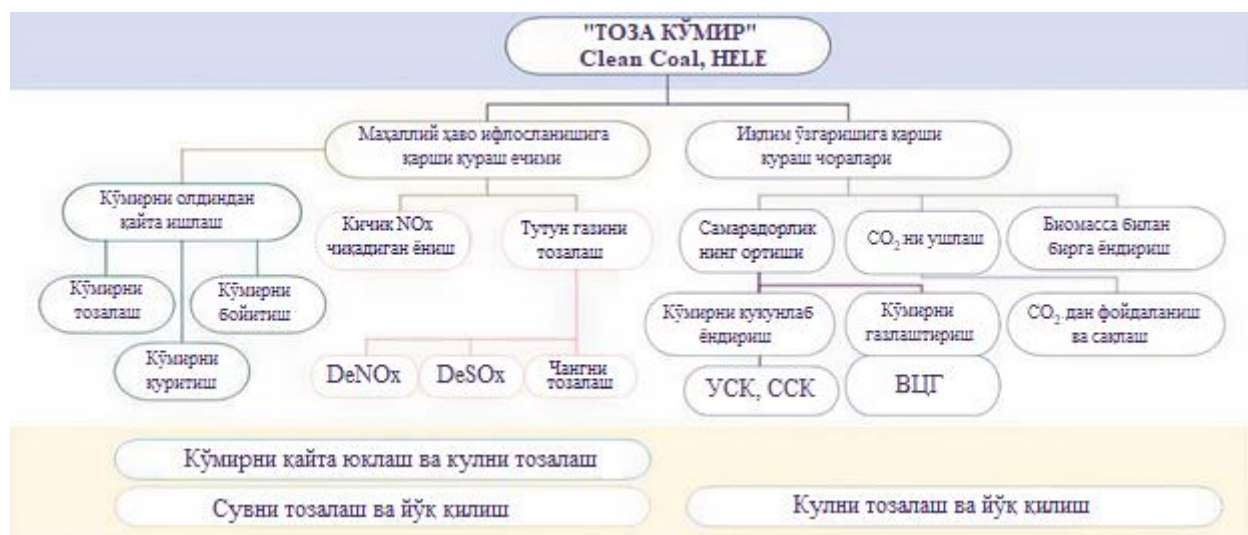 "ТОЗА КЎМИР"
Clean Coal, HELE
Маҳаллий ҳаво ифлосланишига
қарши кураш ечими
Иқлим ўзгаришига қарши
кураш чоралари
Кўмирни олдиндан
қайта ишлаш
Кичик NOx
чиқадиган ёниш
Тутун газини
тозалаш
Самарадорлик
нинг ортиши
CO₂ ни ушлаш
Биомасса билан
бирга ёндириш
Кўмирни
тозалаш
Кўмирни
бойитиш
Кўмирни
қуритиш
DeNOx
DeSOx
Чангни
тозалаш
Кўмирни кукунлаб
ёндириш
Кўмирни
газлаштириш
CO₂ дан фойдаланиш
ва сақлаш
УСК, ССК
ВЦГ
Кўмирни қайта юклаш ва кулни тозалаш
Сувни тозалаш ва йўқ қилиш
Кулни тозалаш ва йўқ қилиш